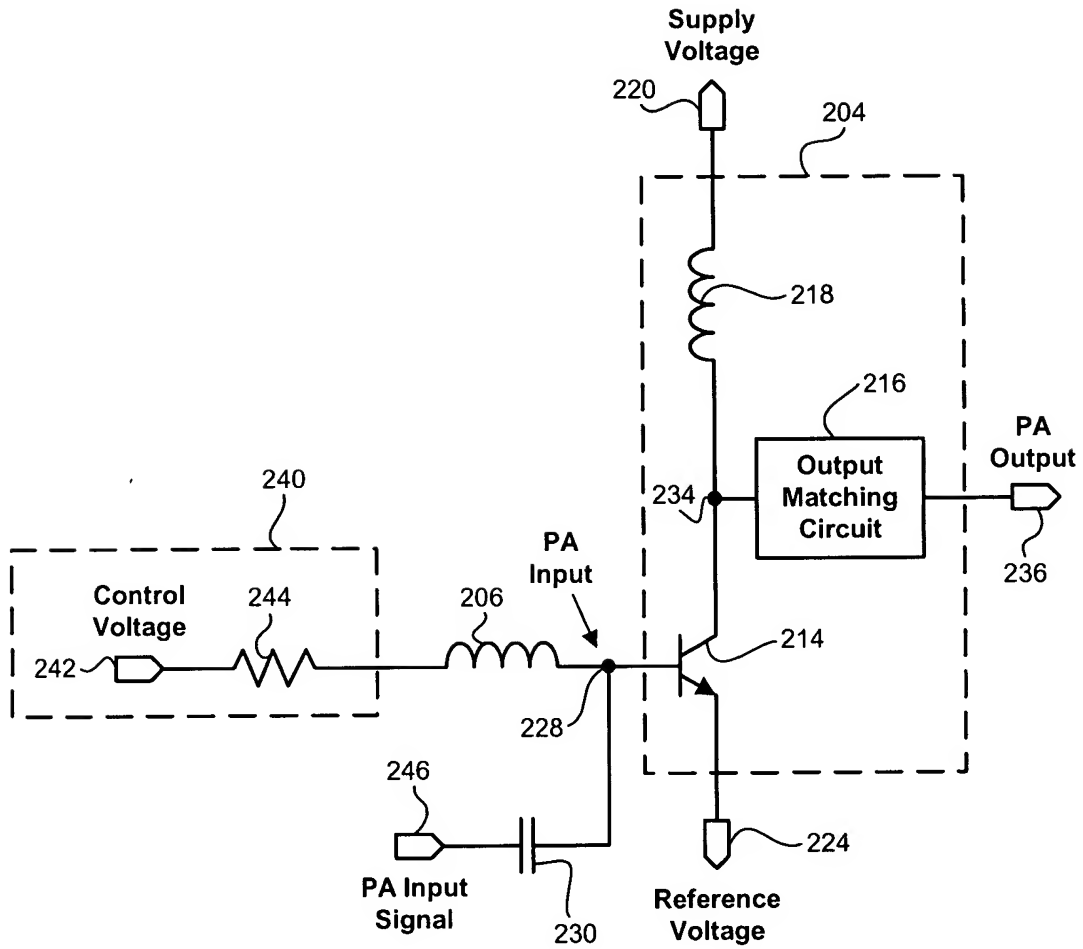 Supply
Voltage
220
204
218
216
Output
Matching
Circuit
234
PA
Output
236
240
Control
Voltage
244
242
206
PA
Input
228
214
246
PA Input
Signal
230
224
Reference
Voltage